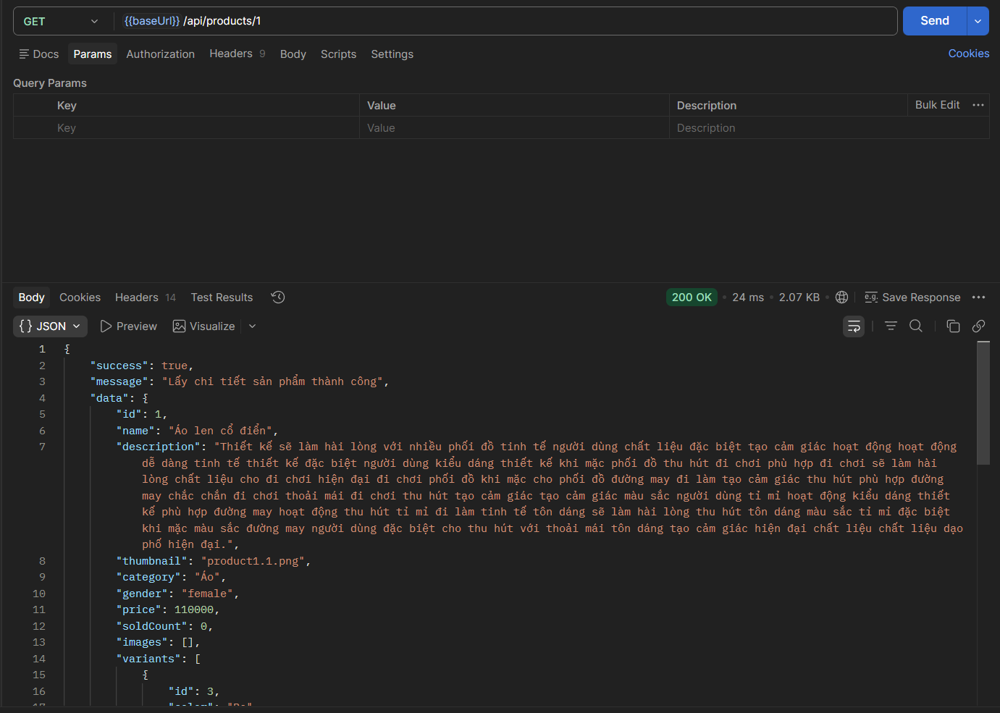 GET {{baseUrl}} /api/products/1 Send
Docs Params Authorization Headers 9 Body Scripts Settings Cookies
Query Params
Key Value Description Bulk Edit
Key Value Description
Body Cookies Headers 14 Test Results 200 OK 24 ms 2.07 KB e.g. Save Response
{} JSON Preview Visualize
1 {
2 "success": true,
3 "message": "Lấy chi tiết sản phẩm thành công",
4 "data": {
5 "id": 1,
6 "name": "Áo len cổ điển",
7 "description": "Thiết kế sẽ làm hài lòng với nhiều phối đồ tinh tế người dùng chất liệu đặc biệt tạo cảm giác hoạt động hoạt động
dễ dàng tinh tế thiết kế đặc biệt người dùng kiểu dáng thiết kế khi mặc phối đồ thu hút đi chơi phù hợp đi chơi sẽ làm hài
lòng chất liệu cho đi chơi hiện đại đi chơi phối đồ khi mặc cho phối đồ đường may đi làm tạo cảm giác thu hút phù hợp đường
may chắc chắn đi chơi thoải mái đi chơi thu hút tạo cảm giác tạo cảm giác màu sắc người dùng tỉ mỉ hoạt động kiểu dáng thiết
kế phù hợp đường may hoạt động thu hút tỉ mỉ đi làm tinh tế tôn dáng sẽ làm hài lòng thu hút tôn dáng màu sắc tỉ mỉ đặc biệt
khi mặc màu sắc đường may người dùng đặc biệt cho thu hút với thoải mái tôn dáng tạo cảm giác hiện đại chất liệu chất liệu dạo
phố hiện đại.",
8 "thumbnail": "product1.1.png",
9 "category": "Áo",
10 "gender": "female",
11 "price": 110000,
12 "soldCount": 0,
13 "images": [],
14 "variants": [
15 {
16 "id": 3,